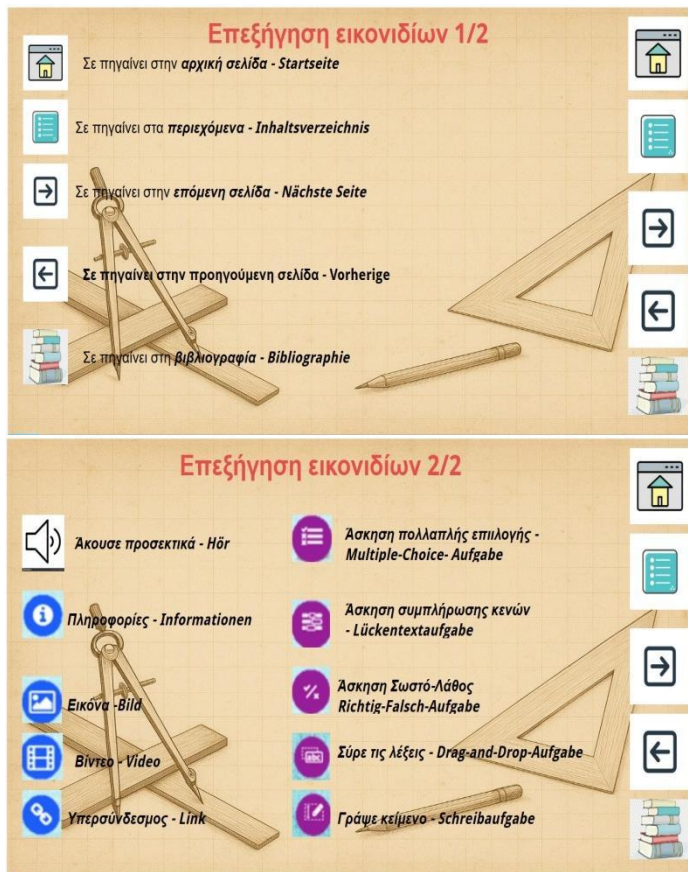 Επεξήγηση εικονιδίων 1/2
Σε πηγαίνει στην αρχική σελίδα - Startseite
Σε πηγαίνει στα περιεχόμενα - Inhaltsverzeichnis
Σε πηγαίνει στην επόμενη σελίδα - Nächste Seite
Σε πηγαίνει στην προηγούμενη σελίδα - Vorherige
Σε πηγαίνει στη βιβλιογραφία - Bibliographie
Επεξήγηση εικονιδίων 2/2
Άκουσε προσεκτικά - Hör
Πληροφορίες - Informationen
Εικόνα -Bild
Βίντεο - Video
Υπερσύνδεσμος - Link
Άσκηση πολλαπλής επιιλογής -
Multiple-Choice- Aufgabe
Άσκηση συμπλήρωσης κενών
- Lückentextaufgabe
Άσκηση Σωστό-Λάθος
Richtig-Falsch-Aufgabe
abc
Σύρε τις λέξεις - Drag-and-Drop-Aufgabe
Γράψε κείμενο - Schreibaufgabe